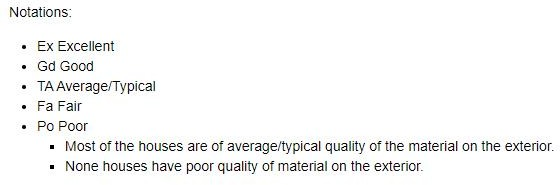 Notations:
Ex Excellent
Gd Good
TA Average/Typical
Fa Fair
Po Poor
Most of the houses are of average/typical quality of the material on the exterior.
None houses have poor quality of material on the exterior.